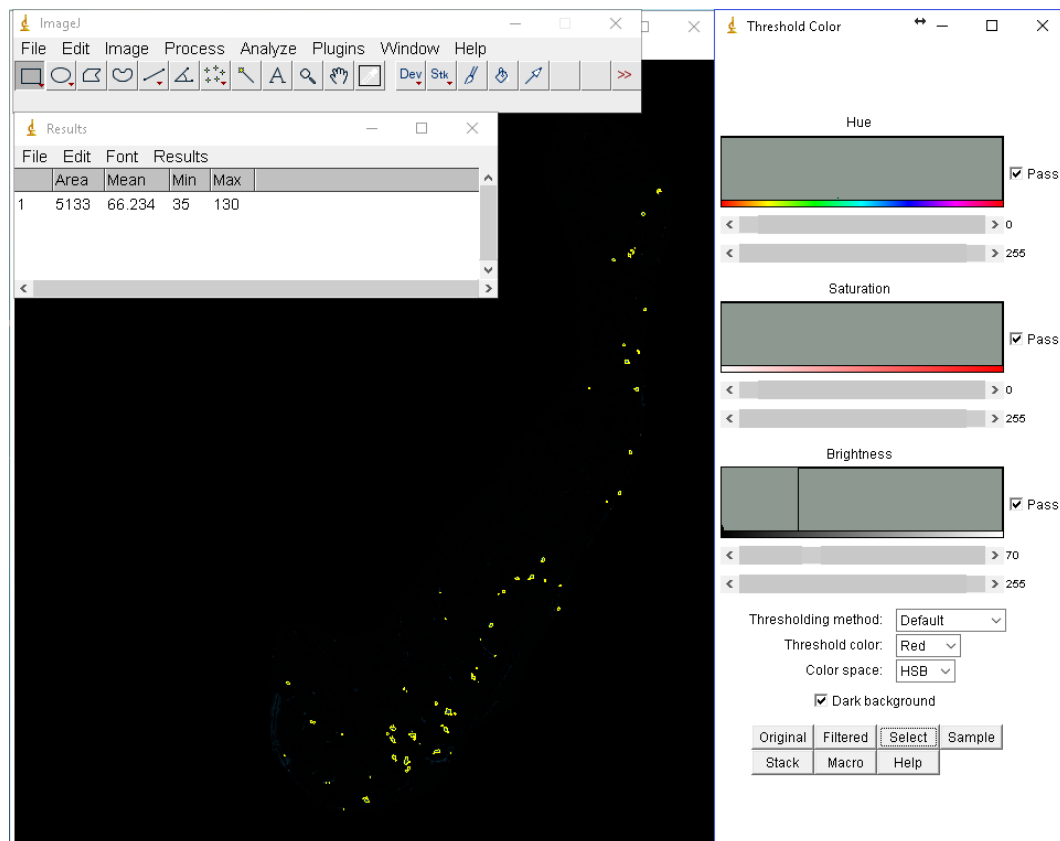 ImageJ
File Edit Image Process Analyze Plugins Window Help
A Dev Stk >>
Results
File Edit Font Results
Area Mean Min Max
1 5133 66.234 35 130
Threshold Color
Hue
Pass
0
255
Saturation
Pass
0
255
Brightness
Pass
70
255
Thresholding method: Default
Threshold color: Red
Color space: HSB
Dark background
Original Filtered Select Sample
Stack Macro Help